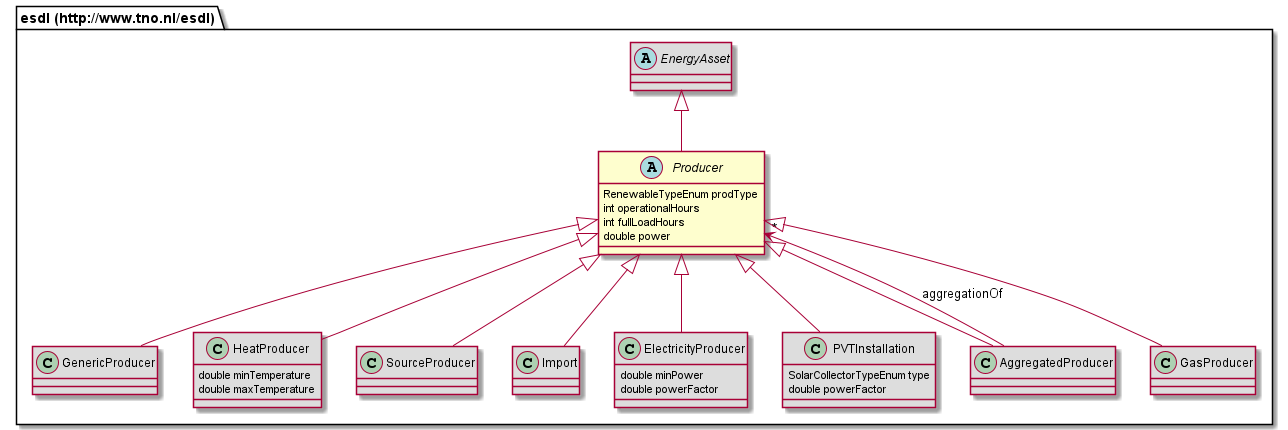 esdl (http://www.tno.nl/esdl)
A EnergyAsset
A Producer
RenewableTypeEnum prodType
int operationalHours
int fullLoadHours
double power
*
aggregationOf
C GenericProducer
C HeatProducer
double minTemperature
double maxTemperature
C SourceProducer
C Import
C ElectricityProducer
double minPower
double powerFactor
C PVTInstallation
SolarCollectorTypeEnum type
double powerFactor
C AggregatedProducer
C GasProducer